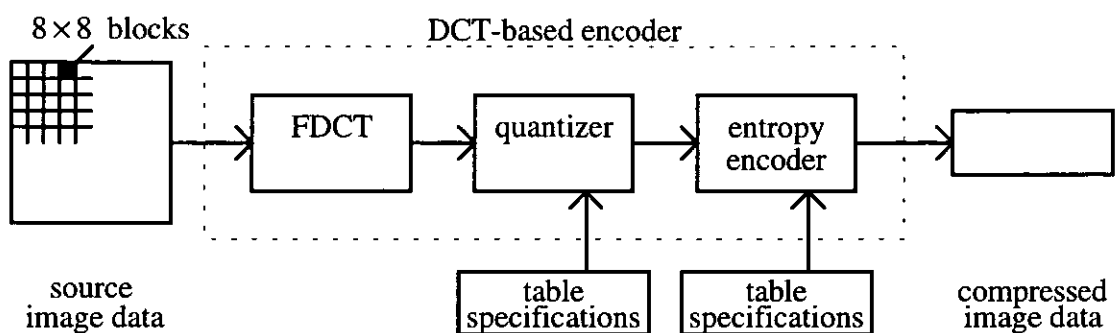 8×8 blocks
DCT-based encoder
FDCT
quantizer
entropy
encoder
source
image data
table
specifications
table
specifications
compressed
image data